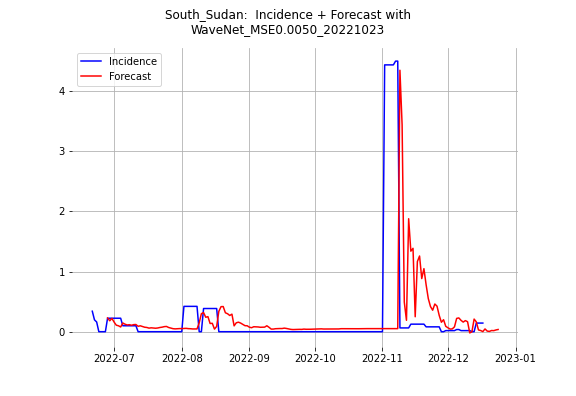 South_Sudan:  Incidence + Forecast with
WaveNet_MSE0.0050_20221023
Incidence
Forecast
4
3
2
1
0
2022-07 2022-08 2022-09 2022-10 2022-11 2022-12 2023-01